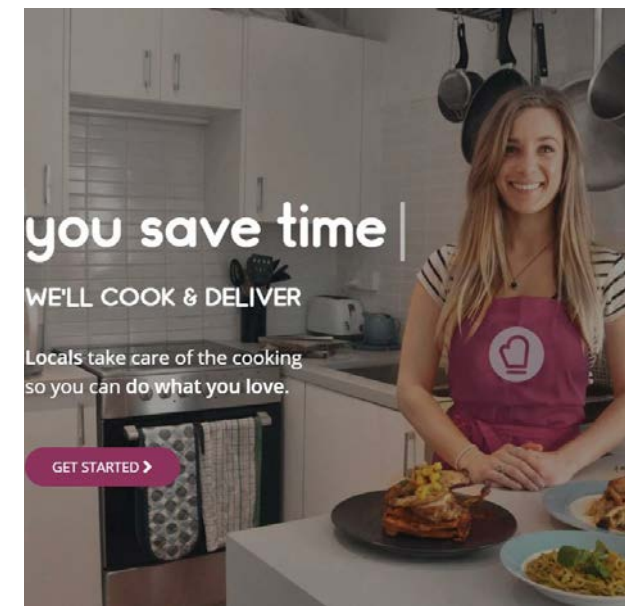 you save time
WE'LL COOK & DELIVER
Locals take care of the cooking
so you can do what you love.
GET STARTED